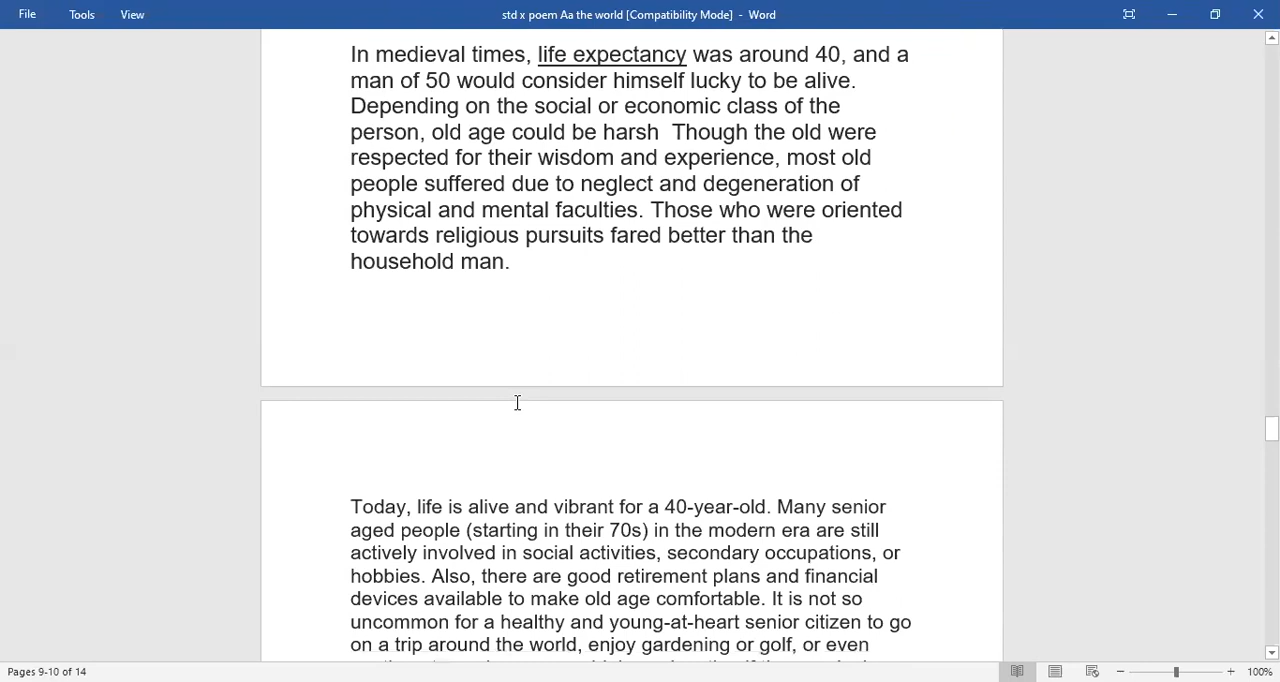 File Tools View std x poem Aa the world [Compatibility Mode] - Word
In medieval times, life expectancy was around 40, and a
man of 50 would consider himself lucky to be alive.
Depending on the social or economic class of the
person, old age could be harsh  Though the old were
respected for their wisdom and experience, most old
people suffered due to neglect and degeneration of
physical and mental faculties. Those who were oriented
towards religious pursuits fared better than the
household man.
Today, life is alive and vibrant for a 40-year-old. Many senior
aged people (starting in their 70s) in the modern era are still
actively involved in social activities, secondary occupations, or
hobbies. Also, there are good retirement plans and financial
devices available to make old age comfortable. It is not so
uncommon for a healthy and young-at-heart senior citizen to go
on a trip around the world, enjoy gardening or golf, or even
Pages 9-10 of 14 100%